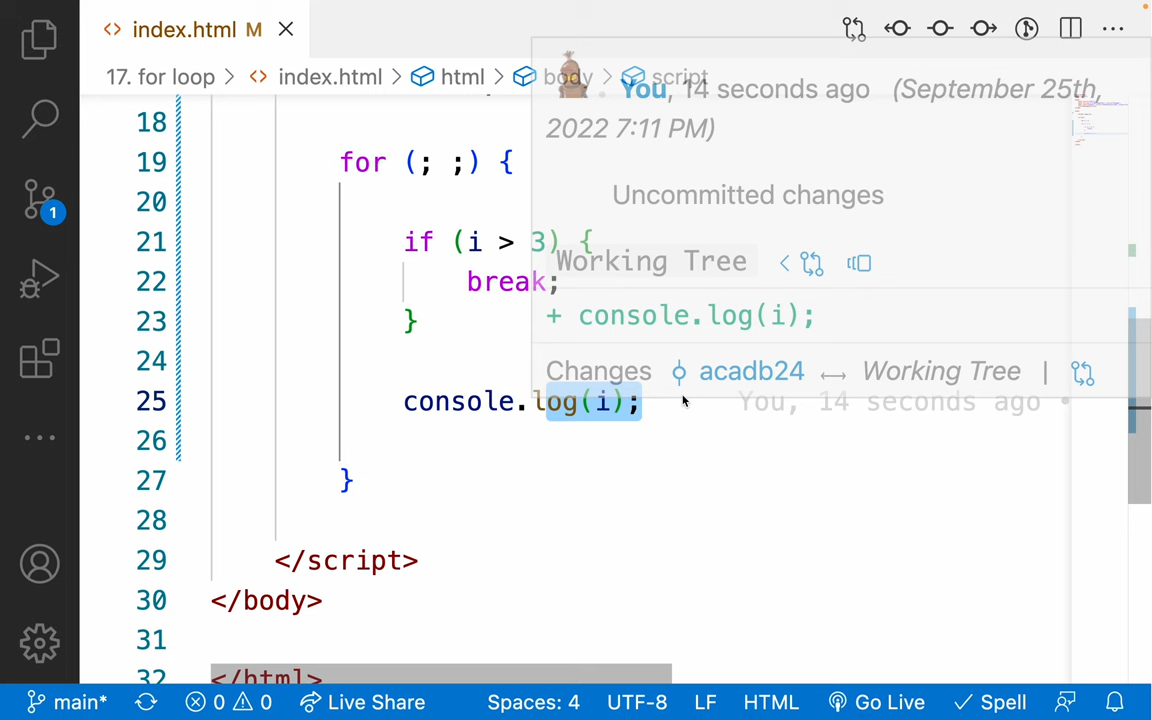 index.html M
17. for loop > index.html > html > body > script
You, 14 seconds ago (September 25th,
2022 7:11 PM)
18
19 for (; ;) {
Uncommitted changes
20
21 if (i > 3) {
Working Tree
22 break;
+ console.log(i);
23 }
24
Changes acadb24 Working Tree |
25 console.log(i); You, 14 seconds ago •
26
27 }
28
29 </script>
30 </body>
31
32 </html>
1
main* 0 0 Live Share Spaces: 4 UTF-8 LF HTML Go Live Spell